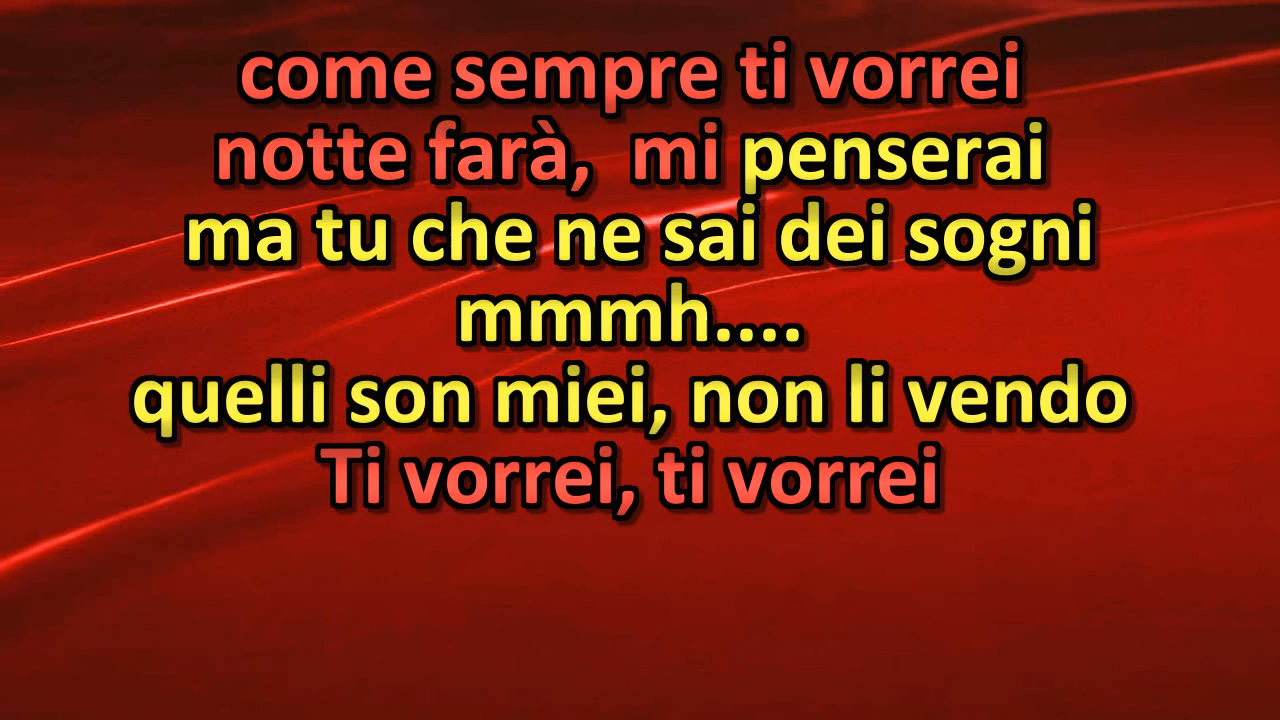 come sempre ti vorrei
notte farà, mi penserai
ma tu che ne sai dei sogni
mmmh....
quelli son miei, non li vendo
Ti vorrei, ti vorrei